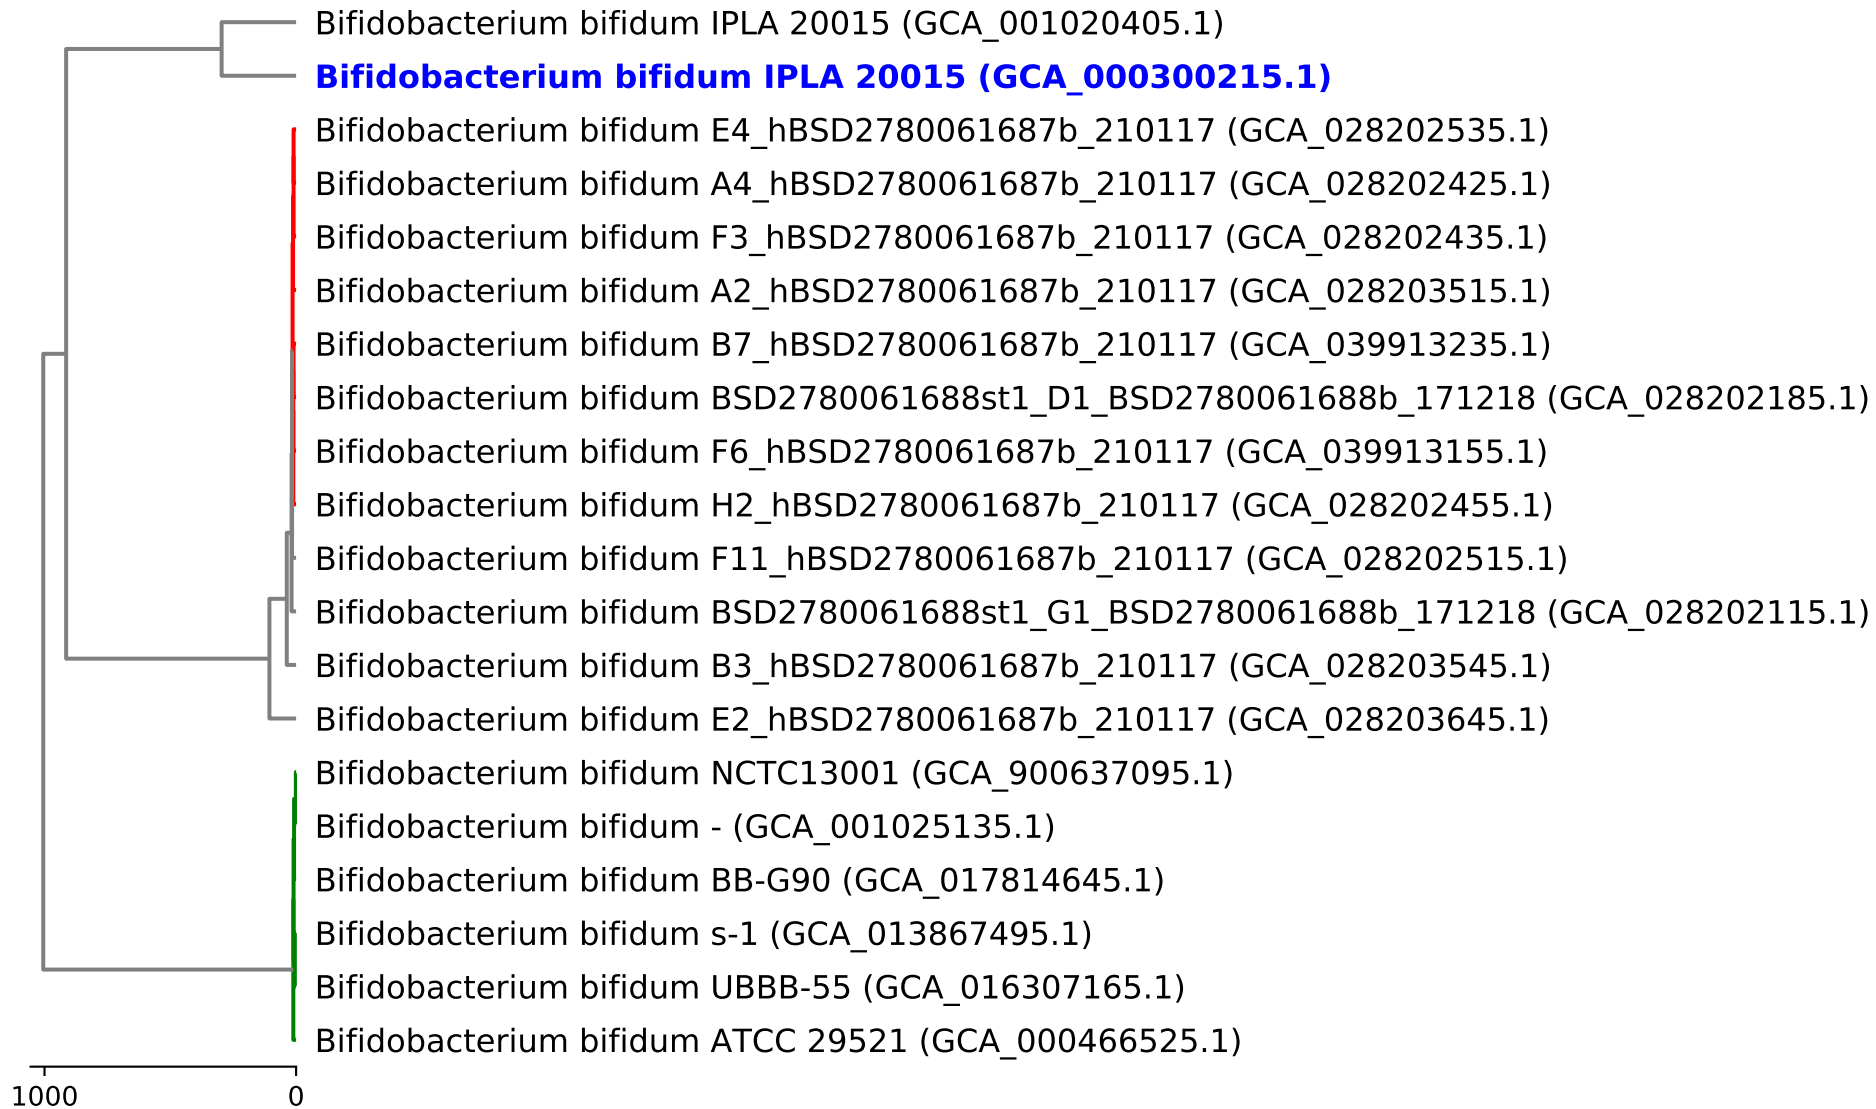 Bifidobacterium bifidum IPLA 20015 (GCA_001020405.1)
Bifidobacterium bifidum IPLA 20015 (GCA_000300215.1)
Bifidobacterium bifidum E4_hBSD2780061687b_210117 (GCA_028202535.1)
Bifidobacterium bifidum A4_hBSD2780061687b_210117 (GCA_028202425.1)
Bifidobacterium bifidum F3_hBSD2780061687b_210117 (GCA_028202435.1)
Bifidobacterium bifidum A2_hBSD2780061687b_210117 (GCA_028203515.1)
Bifidobacterium bifidum B7_hBSD2780061687b_210117 (GCA_039913235.1)
Bifidobacterium bifidum BSD2780061688st1_D1_BSD2780061688b_171218 (GCA_028202185.1)
Bifidobacterium bifidum F6_hBSD2780061687b_210117 (GCA_039913155.1)
Bifidobacterium bifidum H2_hBSD2780061687b_210117 (GCA_028202455.1)
Bifidobacterium bifidum F11_hBSD2780061687b_210117 (GCA_028202515.1)
Bifidobacterium bifidum BSD2780061688st1_G1_BSD2780061688b_171218 (GCA_028202115.1)
Bifidobacterium bifidum B3_hBSD2780061687b_210117 (GCA_028203545.1)
Bifidobacterium bifidum E2_hBSD2780061687b_210117 (GCA_028203645.1)
Bifidobacterium bifidum NCTC13001 (GCA_900637095.1)
Bifidobacterium bifidum - (GCA_001025135.1)
Bifidobacterium bifidum BB-G90 (GCA_017814645.1)
Bifidobacterium bifidum s-1 (GCA_013867495.1)
Bifidobacterium bifidum UBBB-55 (GCA_016307165.1)
Bifidobacterium bifidum ATCC 29521 (GCA_000466525.1)
1000 0